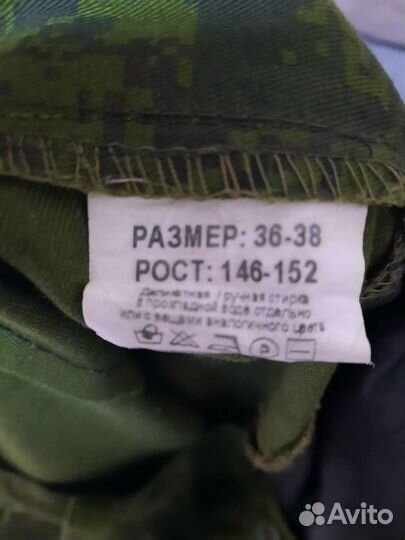 РАЗМЕР: 36-38
РОСТ: 146-152
Деликатная / ручная стирка
в прохладной воде отдельно
или с вещами аналогичного цвета
P
Avito